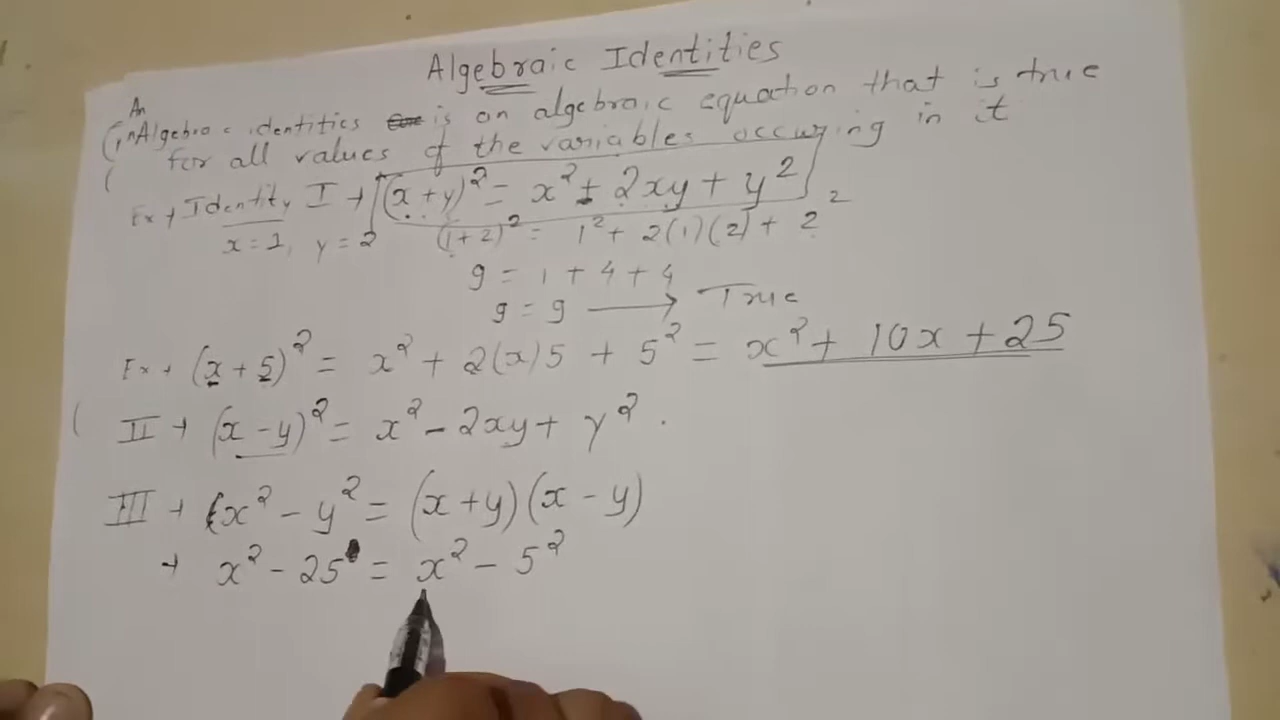 Algebraic Identities
An
Algebraic identities is an algebraic equation that is true
for all values of the variables occuring in it
Ex → Identity I → (x + y)² = x² + 2xy + y²
x = 1, y = 2 (1+2)² = 1² + 2(1)(2) + 2²
9 = 1 + 4 + 4
9 = 9 → True
Ex → (x + 5)² = x² + 2(x)5 + 5² = x² + 10x + 25
II → (x - y)² = x² - 2xy + y².
III → x² - y² = (x + y)(x - y)
→ x² - 25 = x² - 5²